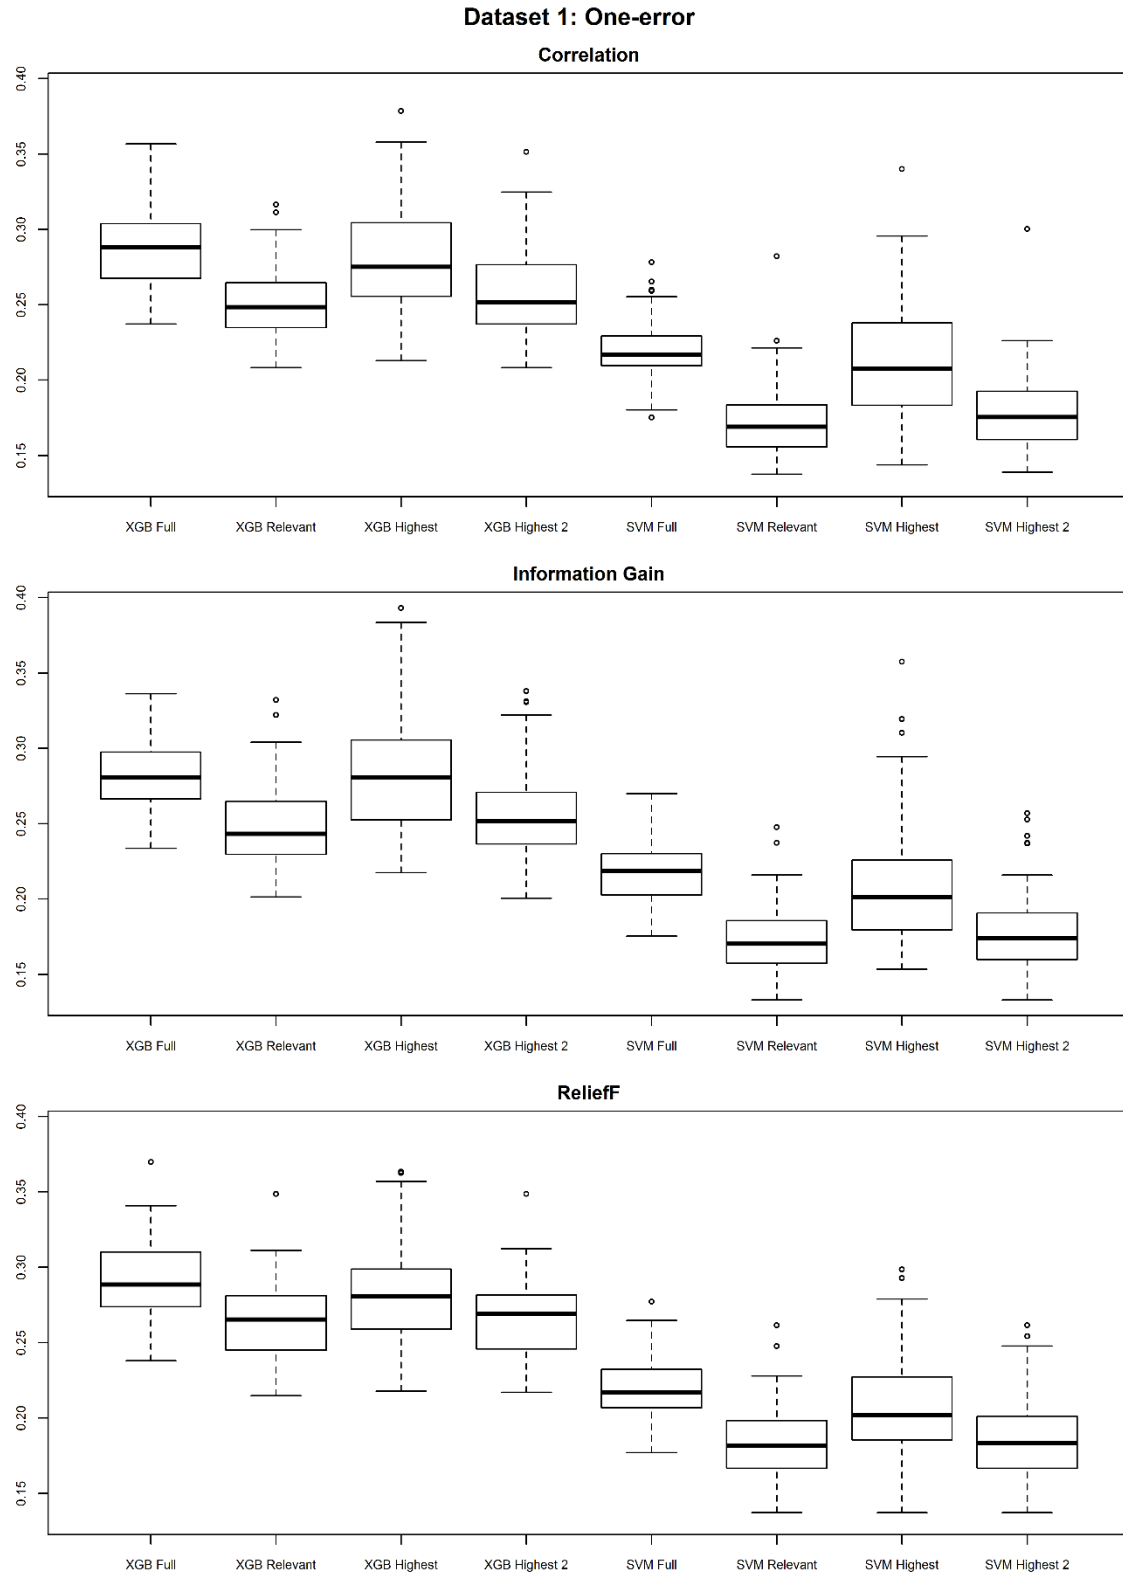 Dataset 1: One-error
Correlation
0.40
0.35
0.30
0.25
0.20
0.15
XGB Full XGB Relevant XGB Highest XGB Highest 2 SVM Full SVM Relevant SVM Highest SVM Highest 2
Information Gain
0.40
0.35
0.30
0.25
0.20
0.15
XGB Full XGB Relevant XGB Highest XGB Highest 2 SVM Full SVM Relevant SVM Highest SVM Highest 2
ReliefF
0.40
0.35
0.30
0.25
0.20
0.15
XGB Full XGB Relevant XGB Highest XGB Highest 2 SVM Full SVM Relevant SVM Highest SVM Highest 2